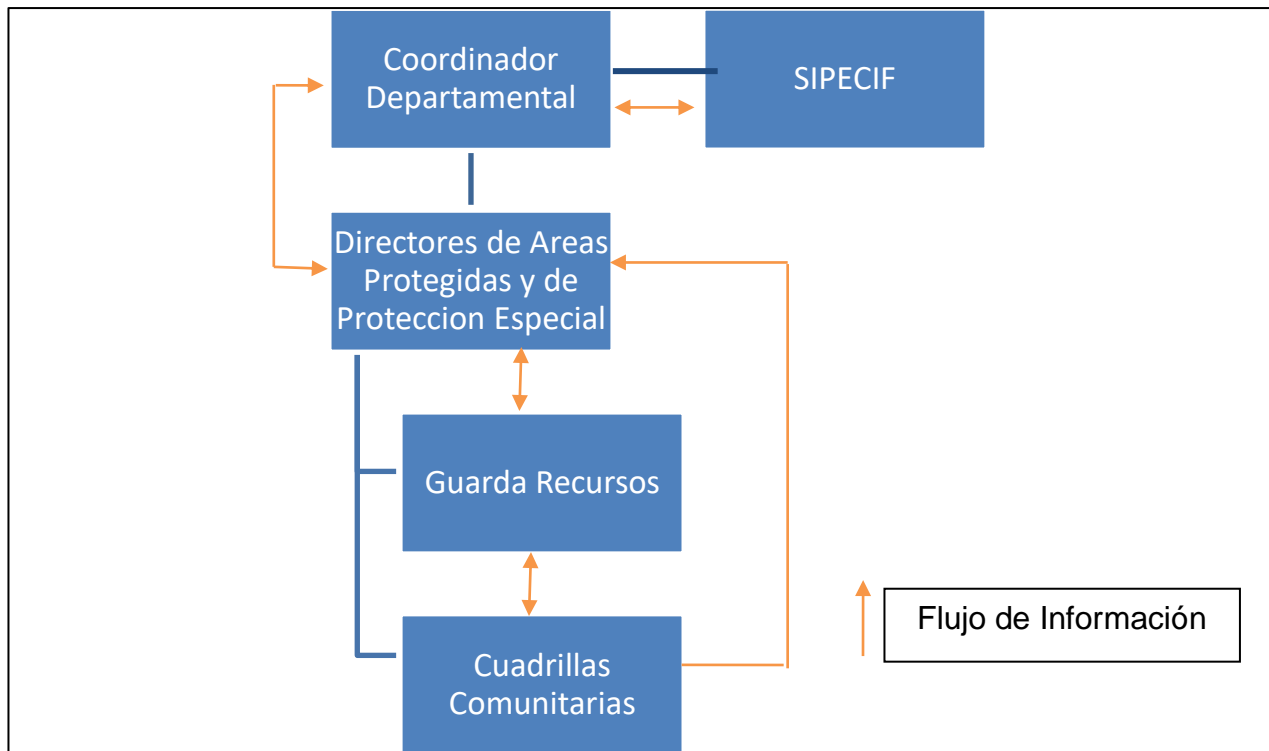 Coordinador
Departamental
SIPECIF
Directores de Areas
Protegidas y de
Proteccion Especial
Guarda Recursos
Cuadrillas
Comunitarias
Flujo de Información